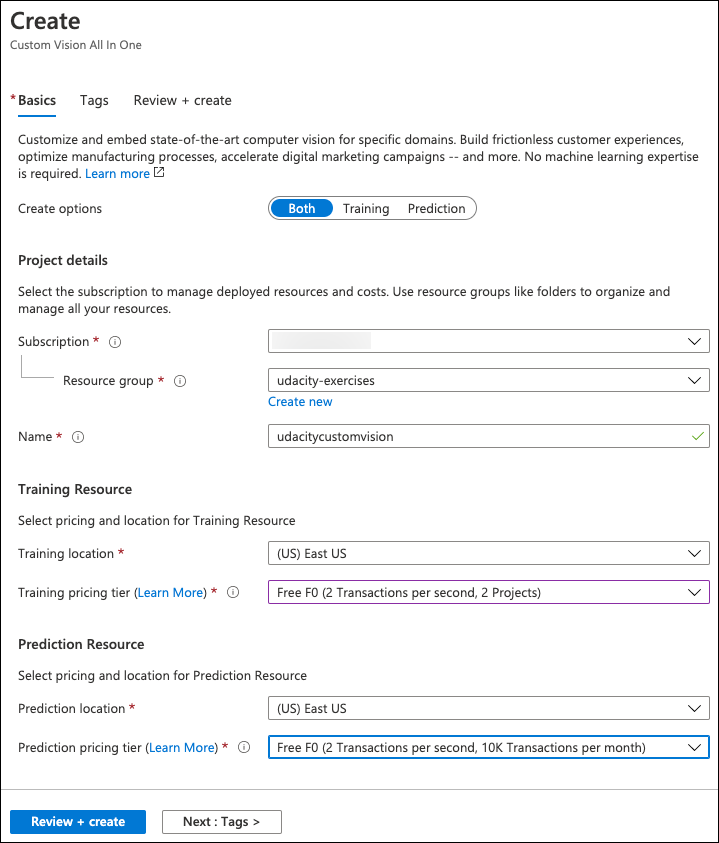 Create
Custom Vision All In One
* Basics Tags Review + create
Customize and embed state-of-the-art computer vision for specific domains. Build frictionless customer experiences,
optimize manufacturing processes, accelerate digital marketing campaigns -- and more. No machine learning expertise
is required. Learn more
Create options Both Training Prediction
Project details
Select the subscription to manage deployed resources and costs. Use resource groups like folders to organize and
manage all your resources.
Subscription *
Resource group * udacity-exercises
Create new
Name * udacitycustomvision
Training Resource
Select pricing and location for Training Resource
Training location * (US) East US
Training pricing tier (Learn More) * Free F0 (2 Transactions per second, 2 Projects)
Prediction Resource
Select pricing and location for Prediction Resource
Prediction location * (US) East US
Prediction pricing tier (Learn More) * Free F0 (2 Transactions per second, 10K Transactions per month)
Review + create Next : Tags >